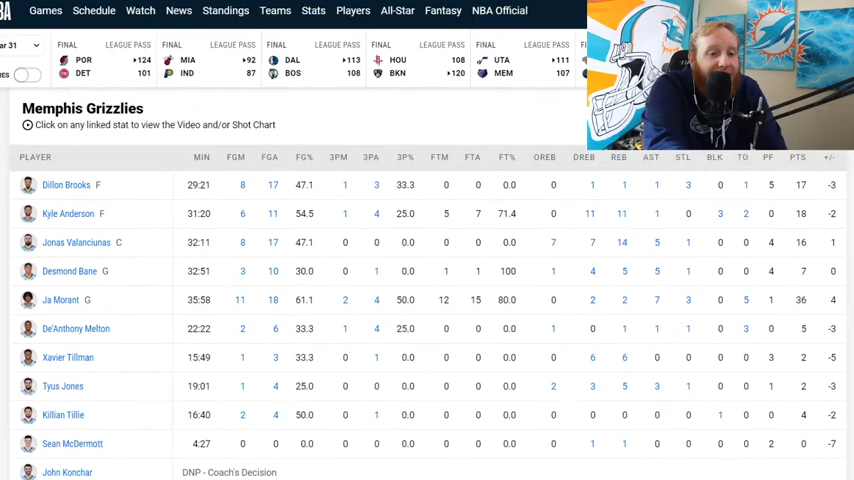 BA Games Schedule Watch News Standings Teams Stats Players All-Star Fantasy NBA Official
ar 31
RES
FINAL LEAGUE PASS
POR 124
DET 101
FINAL LEAGUE PASS
MIA 92
IND 87
FINAL LEAGUE PASS
DAL 113
BOS 108
FINAL LEAGUE PASS
HOU 108
BKN 120
FINAL LEAGUE PASS
UTA 111
MEM 107
FINAL
Memphis Grizzlies
Click on any linked stat to view the Video and/or Shot Chart
PLAYER MIN FGM FGA FG% 3PM 3PA 3P% FTM FTA FT% OREB DREB REB AST STL BLK TO PF PTS +/-
Dillon Brooks F 29:21 8 17 47.1 1 3 33.3 0 0 0.0 0 1 1 1 3 0 1 5 17 -3
Kyle Anderson F 31:20 6 11 54.5 1 4 25.0 5 7 71.4 0 11 11 1 0 3 2 0 18 -2
Jonas Valanciunas C 32:11 8 17 47.1 0 0 0.0 0 0 0.0 7 7 14 5 1 0 0 4 16 1
Desmond Bane G 32:51 3 10 30.0 0 1 0.0 1 1 100 1 4 5 5 1 0 0 4 7 0
Ja Morant G 35:58 11 18 61.1 2 4 50.0 12 15 80.0 0 2 2 7 3 0 5 1 36 4
De'Anthony Melton 22:22 2 6 33.3 1 4 25.0 0 0 0.0 1 0 1 1 1 0 3 0 5 -3
Xavier Tillman 15:49 1 3 33.3 0 1 0.0 0 0 0.0 0 6 6 0 0 0 0 3 2 -5
Tyus Jones 19:01 1 4 25.0 0 0 0.0 0 0 0.0 2 3 5 3 1 0 0 1 2 -3
Killian Tillie 16:40 2 4 50.0 0 1 0.0 0 0 0.0 0 0 0 0 0 1 0 0 4 -2
Sean McDermott 4:27 0 0 0.0 0 0 0.0 0 0 0.0 0 1 1 0 0 0 0 2 0 -7
John Konchar DNP - Coach's Decision